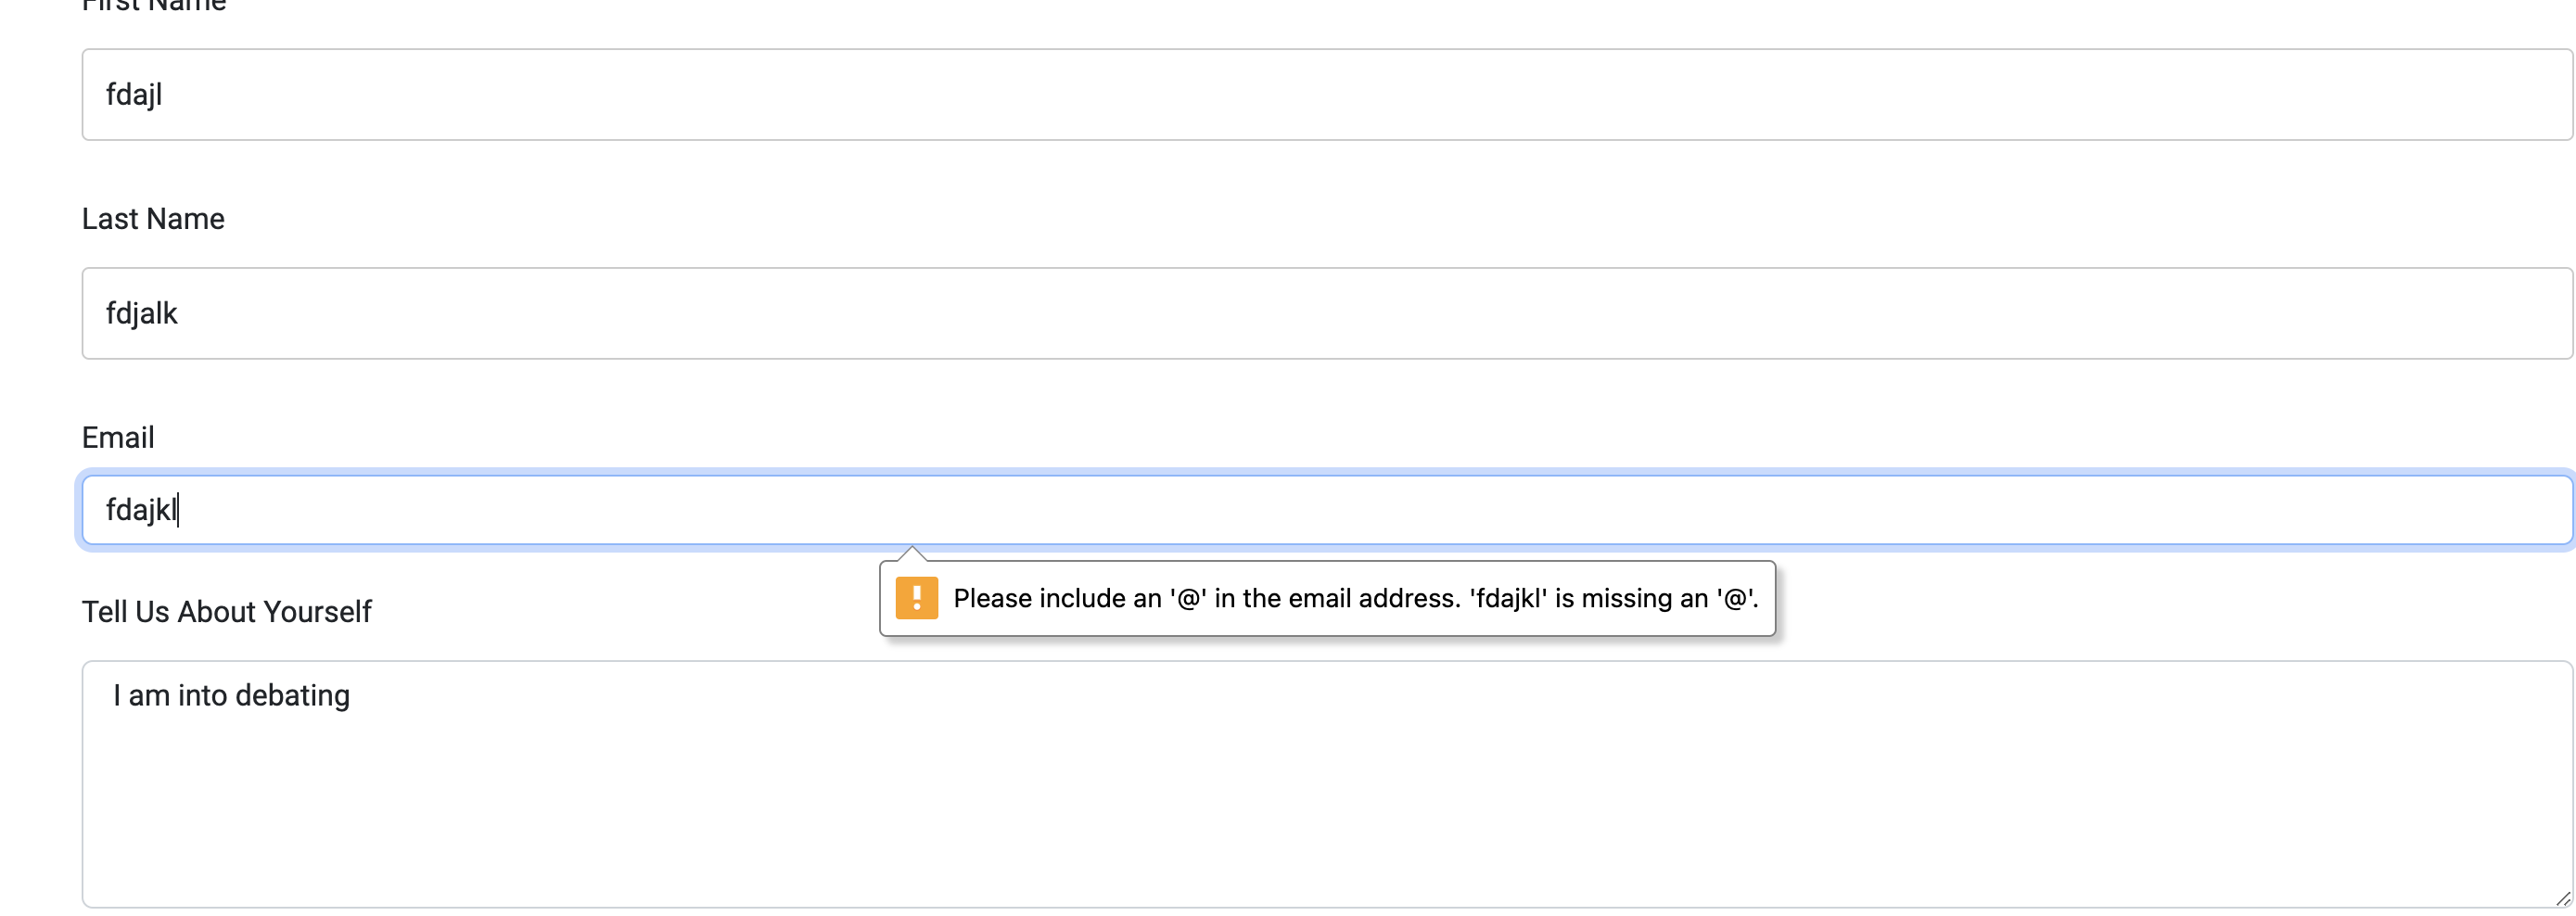 First Name
fdajl
Last Name
fdjalk
Email
fdajkl
Please include an '@' in the email address. 'fdajkl' is missing an '@'.
Tell Us About Yourself
I am into debating